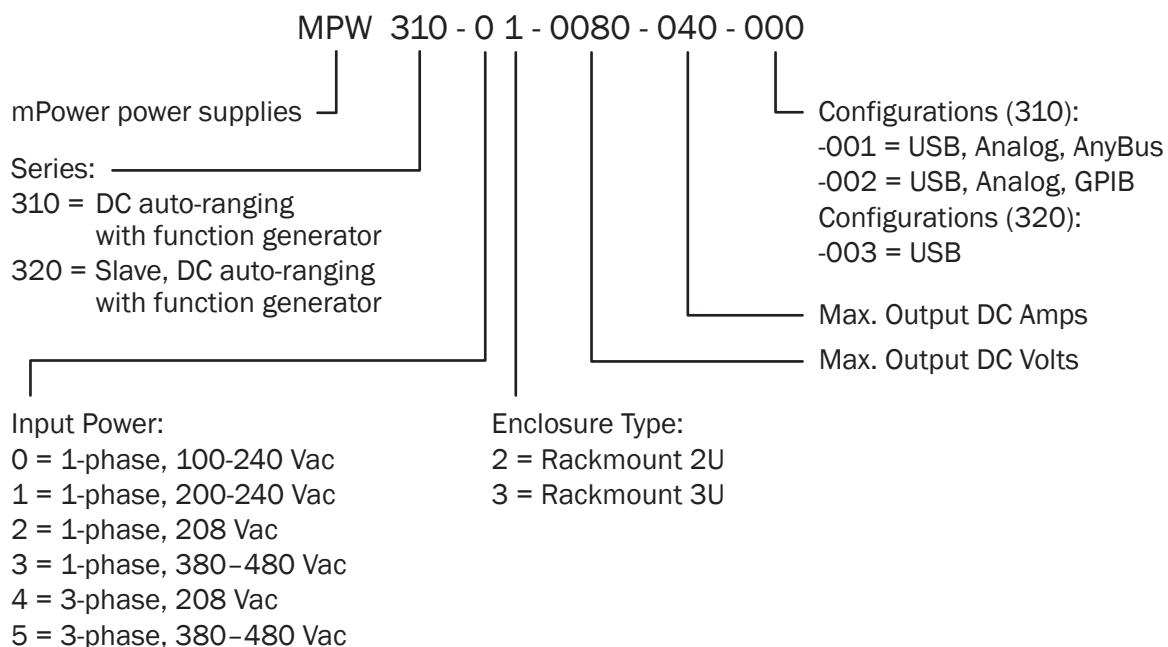 MPW 310 - 0 1 - 0080 - 040 - 000
mPower power supplies
Series:
310 = DC auto-ranging
with function generator
320 = Slave, DC auto-ranging
with function generator
Configurations (310):
-001 = USB, Analog, AnyBus
-002 = USB, Analog, GPIB
Configurations (320):
-003 = USB
Max. Output DC Amps
Max. Output DC Volts
Input Power:
0 = 1-phase, 100-240 Vac
1 = 1-phase, 200-240 Vac
2 = 1-phase, 208 Vac
3 = 1-phase, 380–480 Vac
4 = 3-phase, 208 Vac
5 = 3-phase, 380–480 Vac
Enclosure Type:
2 = Rackmount 2U
3 = Rackmount 3U